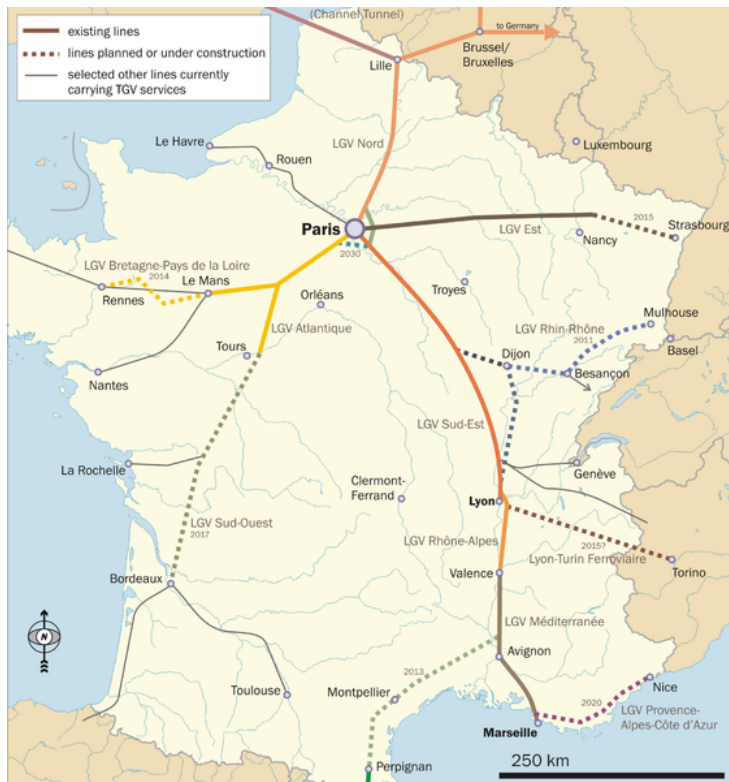 (Channel Tunnel)
to Germany
existing lines
lines planned or under construction
selected other lines currently
carrying TGV services
Lille
Brussel/
Bruxelles
Le Havre
Rouen
LGV Nord
Luxembourg
Paris
2015
LGV Est
Strasbourg
Nancy
2030
LGV Bretagne-Pays de la Loire
2014
Le Mans
Rennes
Orléans
Troyes
LGV Atlantique
Mulhouse
LGV Rhin-Rhône
2011
Tours
Dijon
Basel
Besançon
Nantes
LGV Sud-Est
La Rochelle
Clermont-
Ferrand
Genève
Lyon
LGV Sud-Ouest
2017
LGV Rhône-Alpes
2015?
Lyon-Turin Ferroviaire
Torino
Valence
Bordeaux
LGV Méditerranée
N
Avignon
2013
Toulouse
Montpellier
Nice
2020
LGV Provence-
Alpes-Côte d'Azur
Marseille
250 km
Perpignan